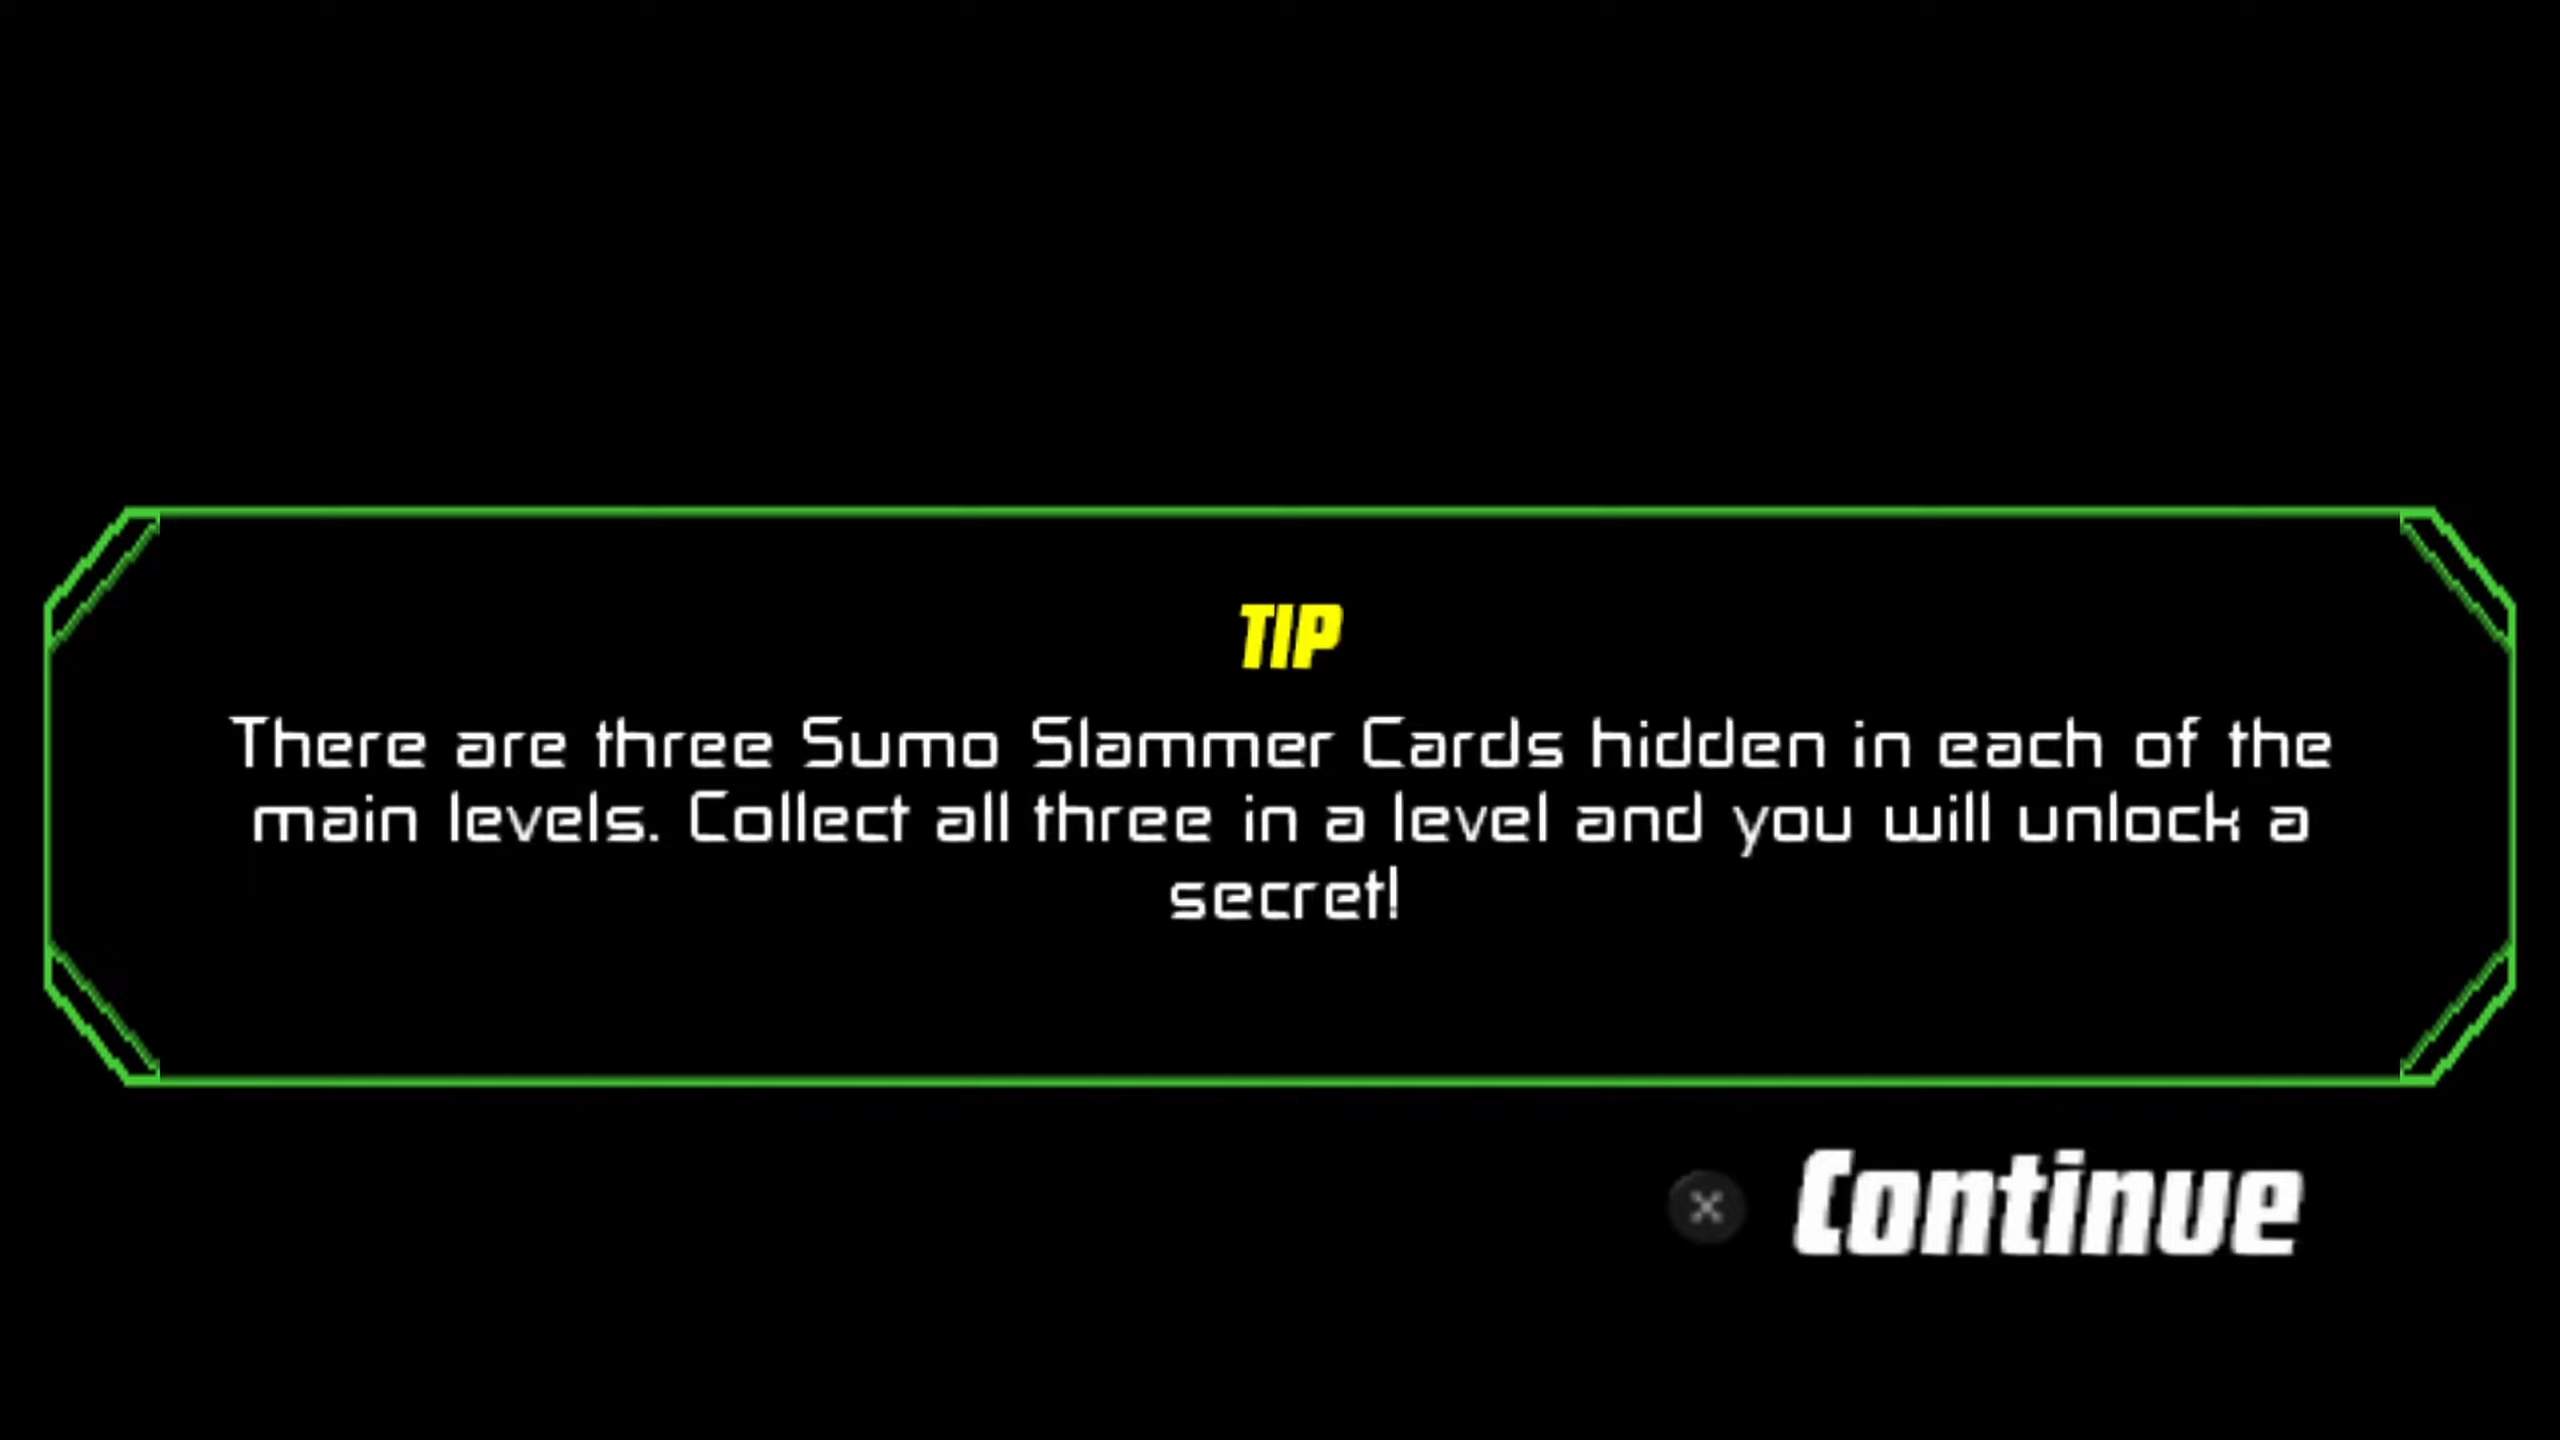 TIP
There are three Sumo Slammer Cards hidden in each of the
main levels. Collect all three in a level and you will unlock a
secret!
Continue